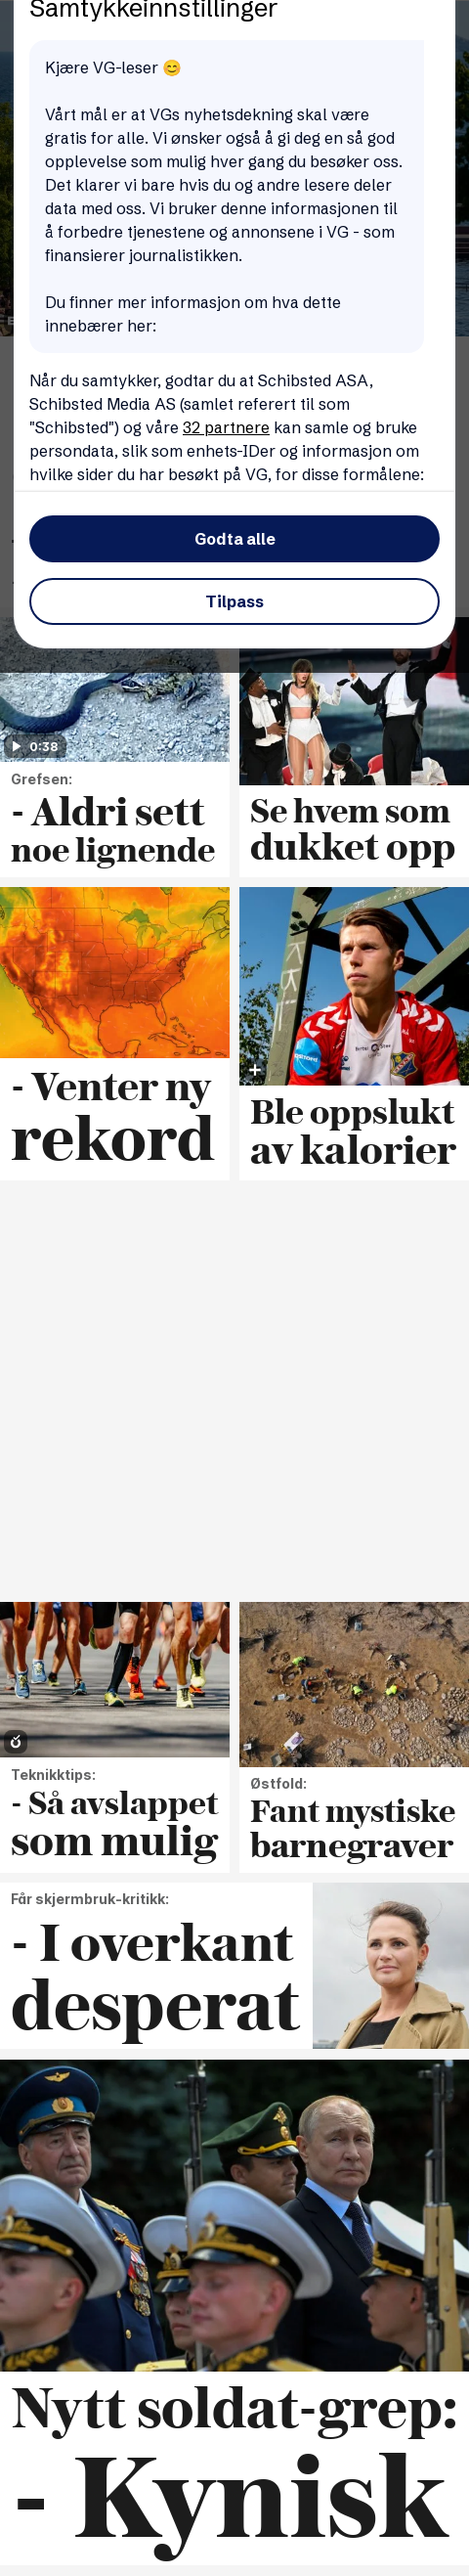 Samtykkeinnstillinger
Kjære VG-leser 😊
Vårt mål er at VGs nyhetsdekning skal være
gratis for alle. Vi ønsker også å gi deg en så god
opplevelse som mulig hver gang du besøker oss.
Det klarer vi bare hvis du og andre lesere deler
data med oss. Vi bruker denne informasjonen til
å forbedre tjenestene og annonsene i VG - som
finansierer journalistikken.
Du finner mer informasjon om hva dette
innebærer her:
Når du samtykker, godtar du at Schibsted ASA,
Schibsted Media AS (samlet referert til som
"Schibsted") og våre 32 partnere kan samle og bruke
persondata, slik som enhets-IDer og informasjon om
hvilke sider du har besøkt på VG, for disse formålene:
Godta alle
Tilpass
0:38
Grefsen:
- Aldri sett
noe lignende
Se hvem som
dukket opp
- Venter ny
rekord
Ble oppslukt
av kalorier
Teknikktips:
- Så avslappet
som mulig
Østfold:
Fant mystiske
barnegraver
Får skjermbruk-kritikk:
- I overkant
desperat
Nytt soldat-grep:
- Kynisk